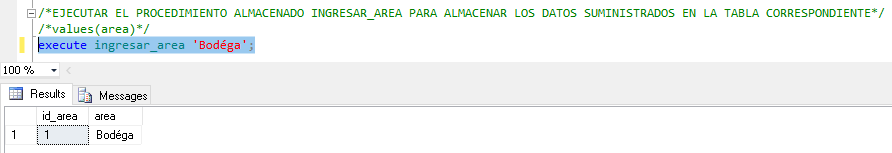 /*EJECUTAR EL PROCEDIMIENTO ALMACENADO INGRESAR_AREA PARA ALMACENAR LOS DATOS SUMINISTRADOS EN LA TABLA CORRESPONDIENTE*/
/*values(area)*/
execute ingresar_area 'Bodéga';
100 %
Results Messages
id_area area
1 1 Bodéga